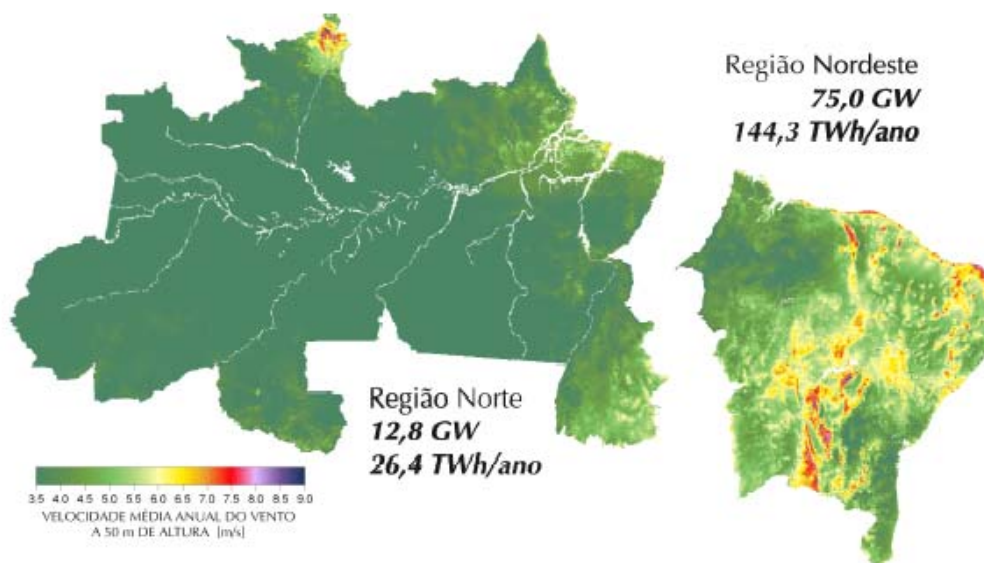 Região Nordeste
75,0 GW
144,3 TWh/ano
Região Norte
12,8 GW
26,4 TWh/ano
3.5 4.0 4.5 5.0 5.5 6.0 6.5 7.0 7.5 8.0 8.5 9.0
VELOCIDADE MÉDIA ANUAL DO VENTO
A 50 m DE ALTURA [m/s]